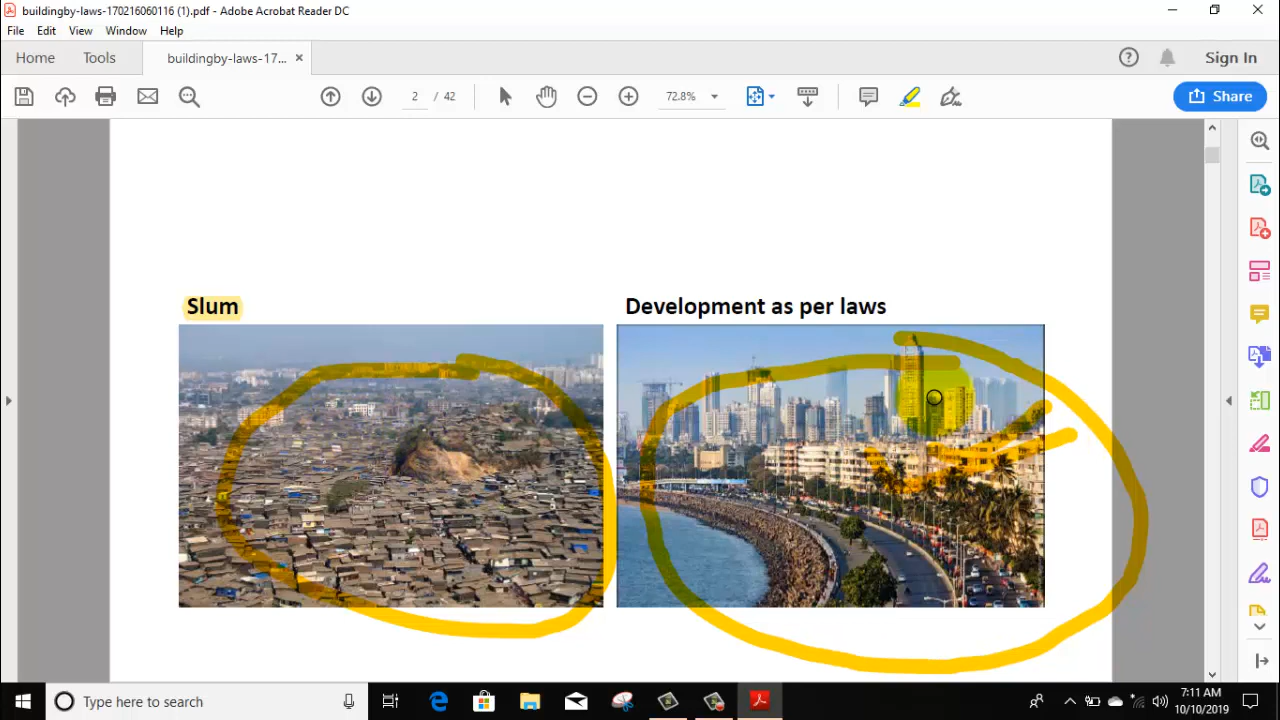 buildingby-laws-170216060116 (1).pdf - Adobe Acrobat Reader DC
File Edit View Window Help
Home Tools buildingby-laws-17... × Sign In
2 / 42 72.8% Share
Slum Development as per laws
Type here to search
7:11 AM
10/10/2019